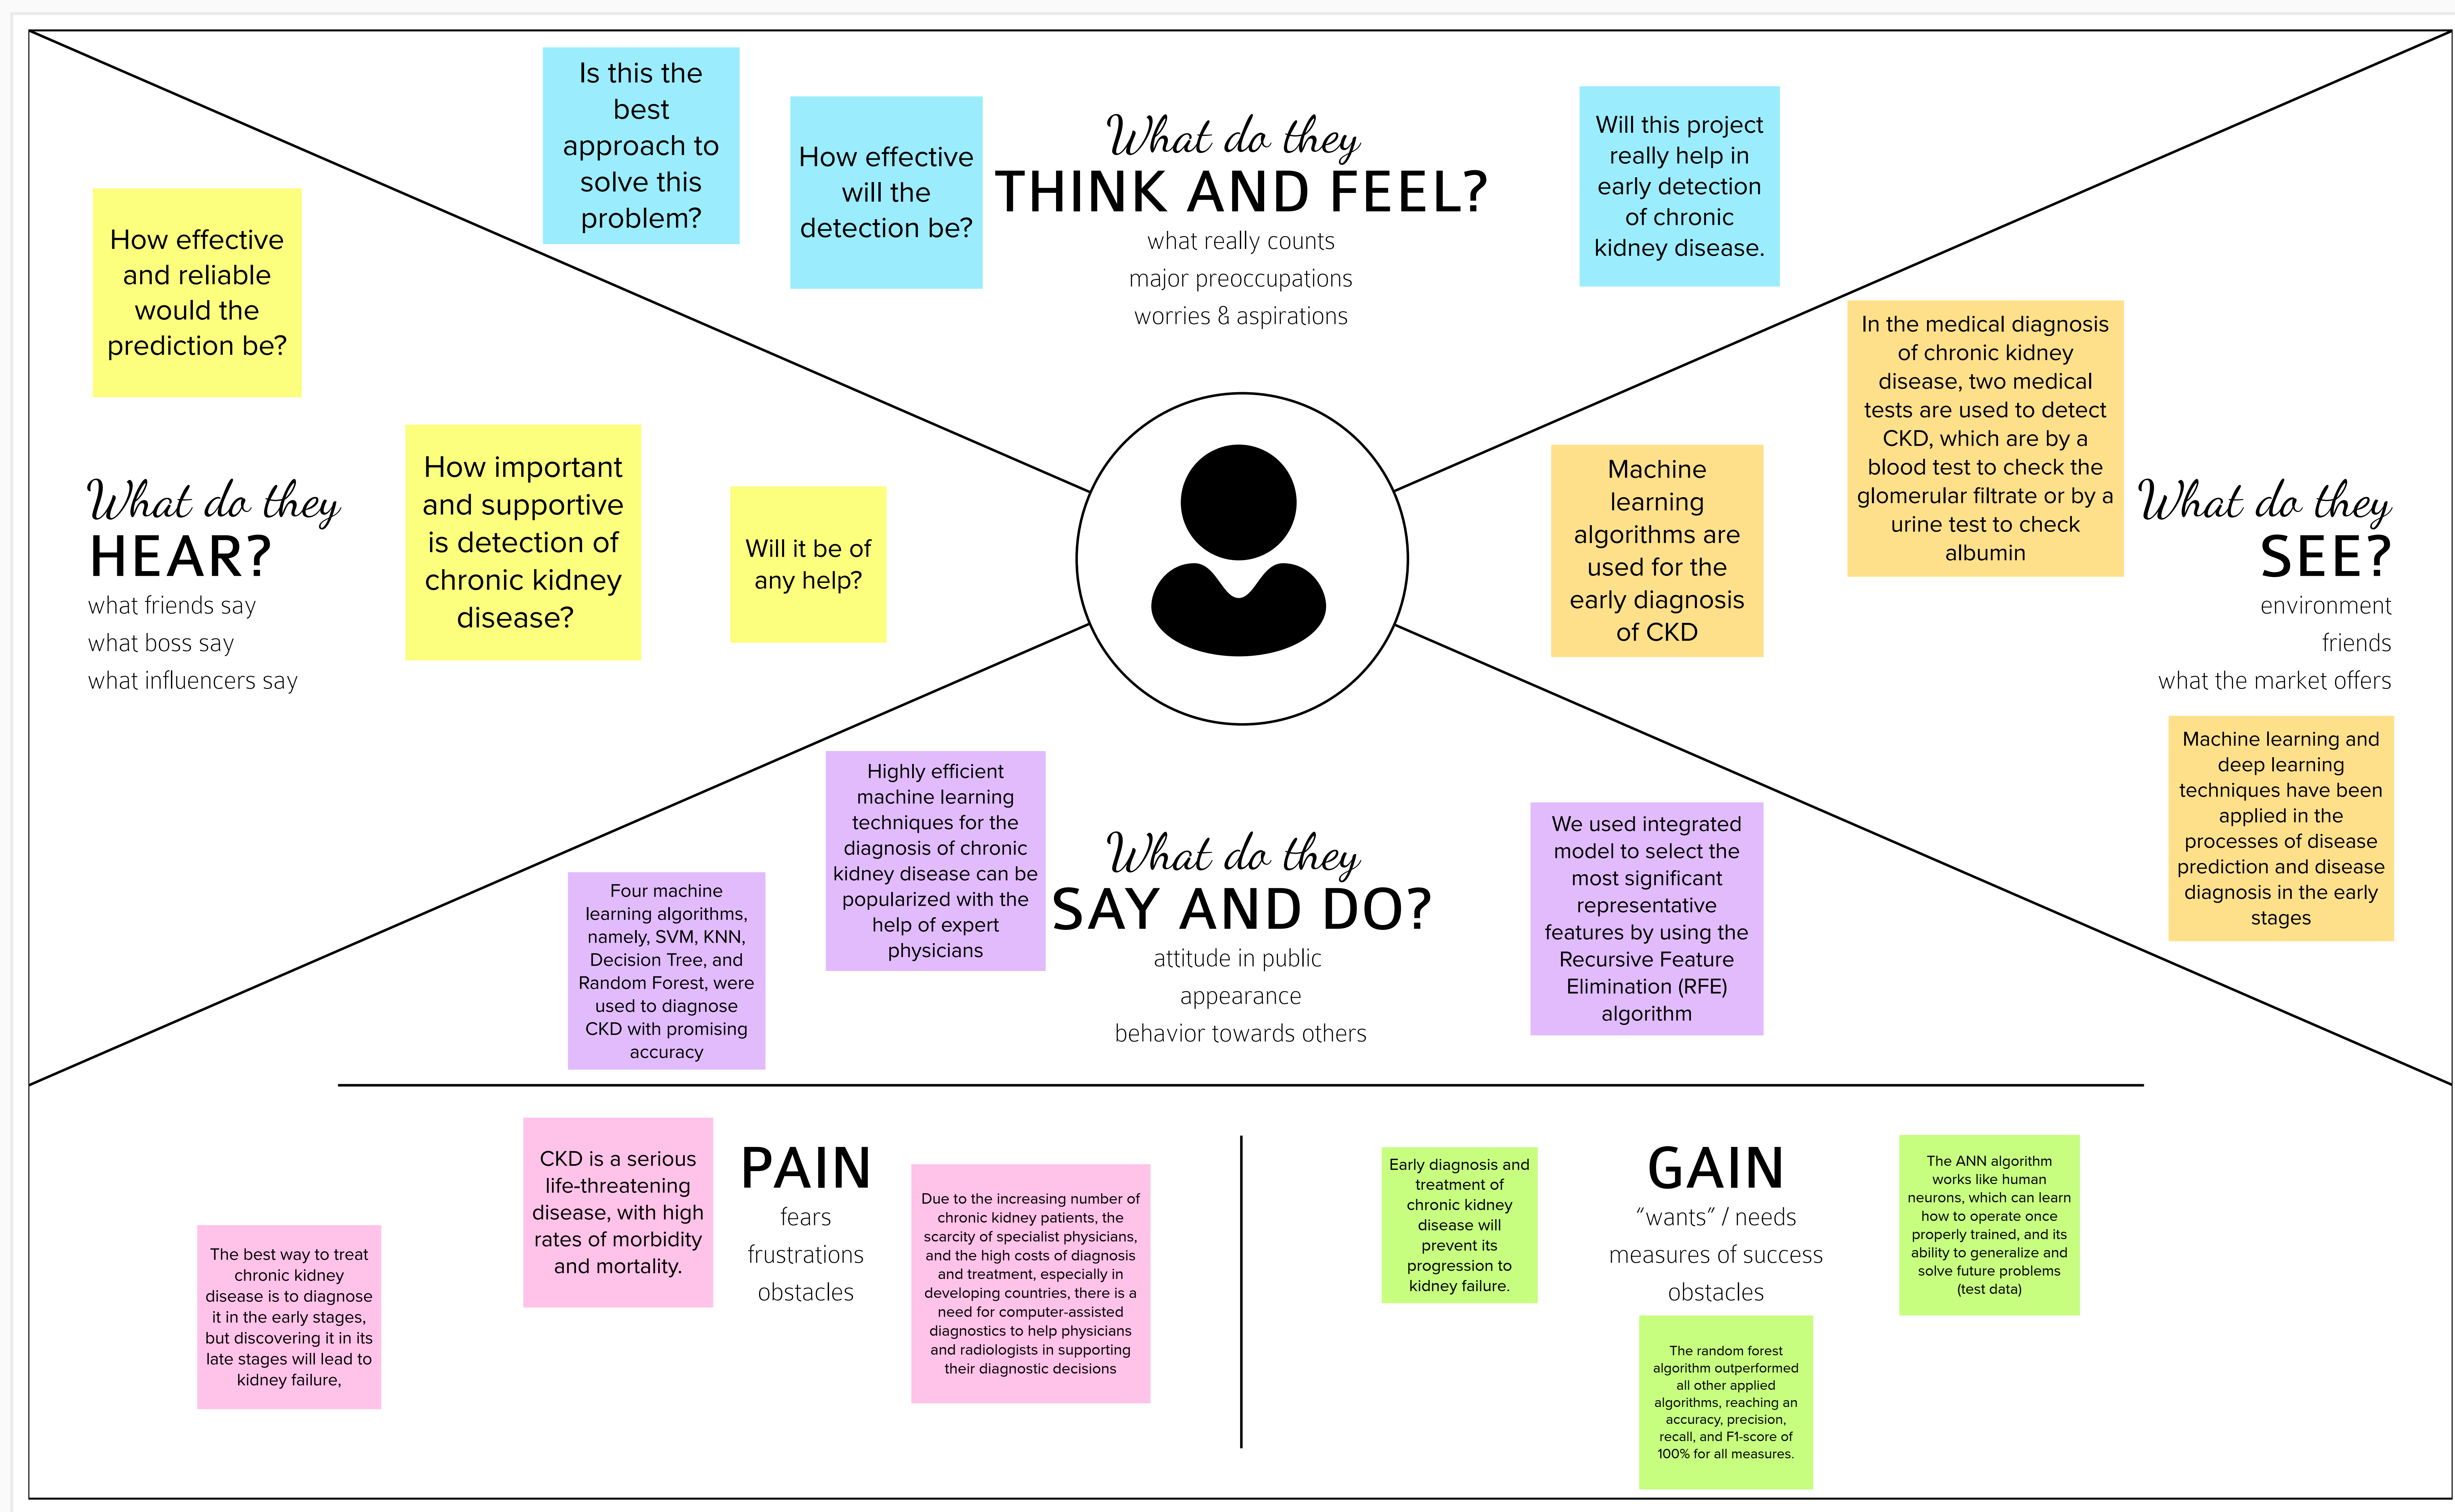 Is this the
best
approach to
solve this
problem?
How effective
will the
detection be?
What do they
THINK AND FEEL?
what really counts
major preoccupations
worries & aspirations
Will this project
really help in
early detection
of chronic
kidney disease.
How effective
and reliable
would the
prediction be?
What do they
HEAR?
what friends say
what boss say
what influencers say
How important
and supportive
is detection of
chronic kidney
disease?
Will it be of
any help?
Machine
learning
algorithms are
used for the
early diagnosis
of CKD
In the medical diagnosis
of chronic kidney
disease, two medical
tests are used to detect
CKD, which are by a
blood test to check the
glomerular filtrate or by a
urine test to check
albumin
What do they
SEE?
environment
friends
what the market offers
Machine learning and
deep learning
techniques have been
applied in the
processes of disease
prediction and disease
diagnosis in the early
stages
Four machine
learning algorithms,
namely, SVM, KNN,
Decision Tree, and
Random Forest, were
used to diagnose
CKD with promising
accuracy
Highly efficient
machine learning
techniques for the
diagnosis of chronic
kidney disease can be
popularized with the
help of expert
physicians
What do they
SAY AND DO?
attitude in public
appearance
behavior towards others
We used integrated
model to select the
most significant
representative
features by using the
Recursive Feature
Elimination (RFE)
algorithm
The best way to treat
chronic kidney
disease is to diagnose
it in the early stages,
but discovering it in its
late stages will lead to
kidney failure,
CKD is a serious
life-threatening
disease, with high
rates of morbidity
and mortality.
PAIN
fears
frustrations
obstacles
Due to the increasing number of
chronic kidney patients, the
scarcity of specialist physicians,
and the high costs of diagnosis
and treatment, especially in
developing countries, there is a
need for computer-assisted
diagnostics to help physicians
and radiologists in supporting
their diagnostic decisions
Early diagnosis and
treatment of
chronic kidney
disease will
prevent its
progression to
kidney failure.
GAIN
“wants” / needs
measures of success
obstacles
The random forest
algorithm outperformed
all other applied
algorithms, reaching an
accuracy, precision,
recall, and F1-score of
100% for all measures.
The ANN algorithm
works like human
neurons, which can learn
how to operate once
properly trained, and its
ability to generalize and
solve future problems
(test data)